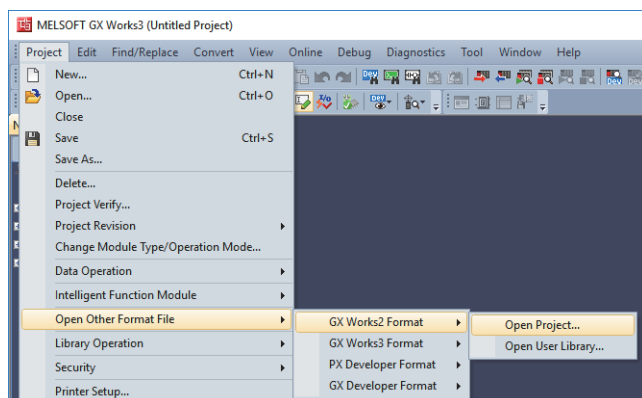 MELSOFT GX Works3 (Untitled Project)
Project Edit Find/Replace Convert View Online Debug Diagnostics Tool Window Help
New... Ctrl+N
Open... Ctrl+O
Close
Save Ctrl+S
Save As...
Delete...
Project Verify...
Project Revision
Change Module Type/Operation Mode...
Data Operation
Intelligent Function Module
Open Other Format File
GX Works2 Format
Open Project...
Library Operation
GX Works3 Format
Open User Library...
Security
PX Developer Format
Printer Setup...
GX Developer Format